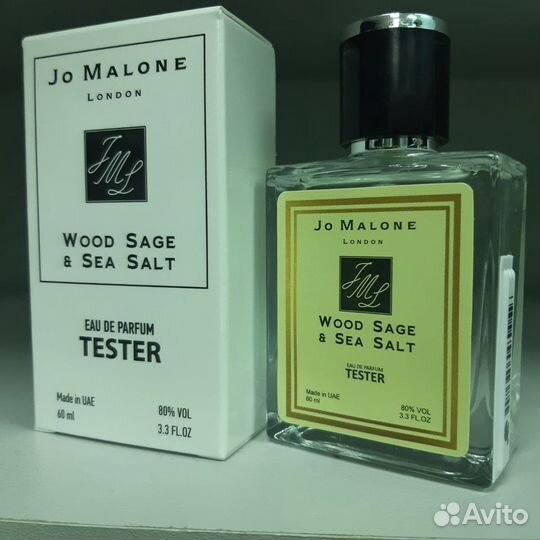 JO MALONE
LONDON
JML
WOOD SAGE
& SEA SALT
EAU DE PARFUM
TESTER
Made in UAE
60 ml
80% VOL
3.3 FL.OZ
JO MALONE
LONDON
JML
WOOD SAGE
& SEA SALT
EAU DE PARFUM
TESTER
Made in UAE
60 ml
80% VOL
3.3 FL.OZ
Avito